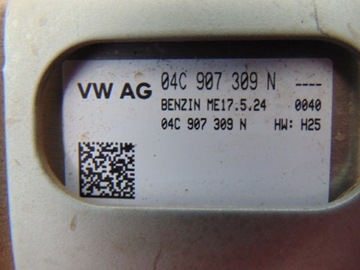 VW AG 04C 907 309 N ----
BENZIN ME17.5.24 0040
04C 907 309 N HW: H25